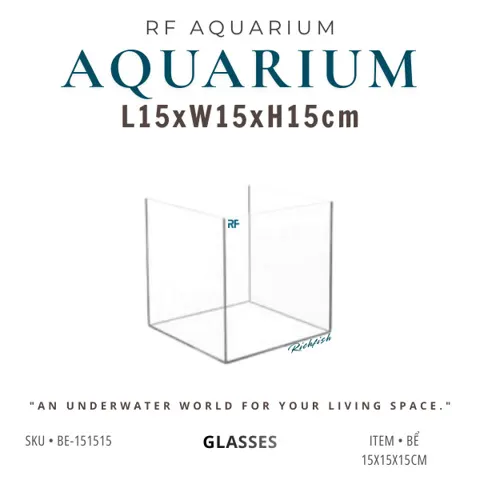 RF AQUARIUM
AQUARIUM
L15xW15xH15cm
RF
Richfish
"AN UNDERWATER WORLD FOR YOUR LIVING SPACE."
SKU • BE-151515
GLASSES
ITEM • BỂ
15X15X15CM